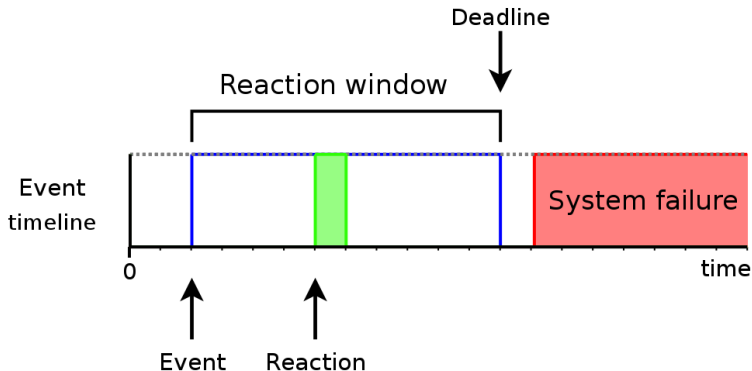 Deadline
Reaction window
Event
timeline
System failure
0
time
Event
Reaction